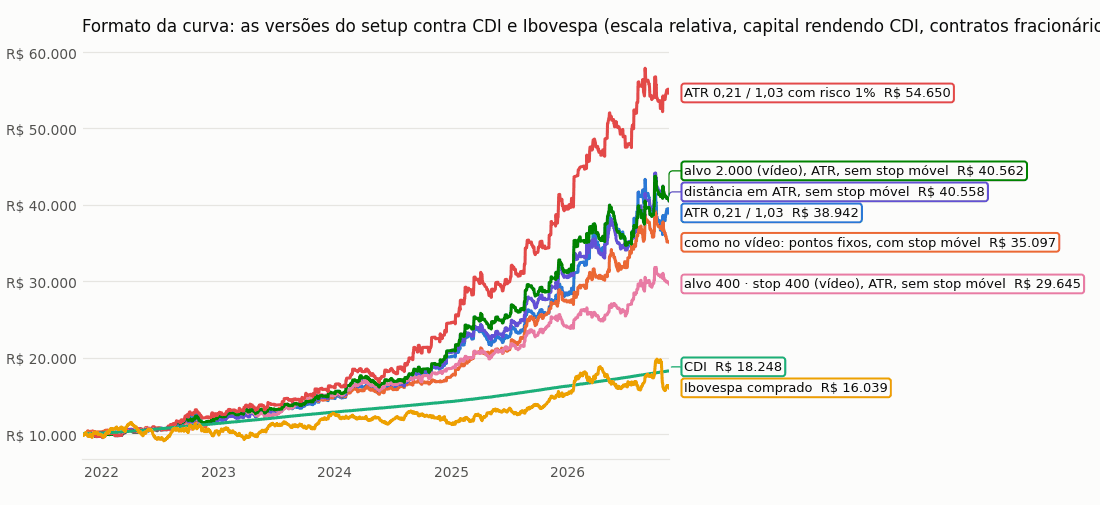 Formato da curva: as versões do setup contra CDI e Ibovespa (escala relativa, capital rendendo CDI, contratos fracionário
R$ 60.000
R$ 50.000
R$ 40.000
R$ 30.000
R$ 20.000
R$ 10.000
ATR 0,21 / 1,03 com risco 1% R$ 54.650
alvo 2.000 (vídeo), ATR, sem stop móvel R$ 40.562
distância em ATR, sem stop móvel R$ 40.558
ATR 0,21 / 1,03 R$ 38.942
como no vídeo: pontos fixos, com stop móvel R$ 35.097
alvo 400 · stop 400 (vídeo), ATR, sem stop móvel R$ 29.645
CDI R$ 18.248
Ibovespa comprado R$ 16.039
2022 2023 2024 2025 2026